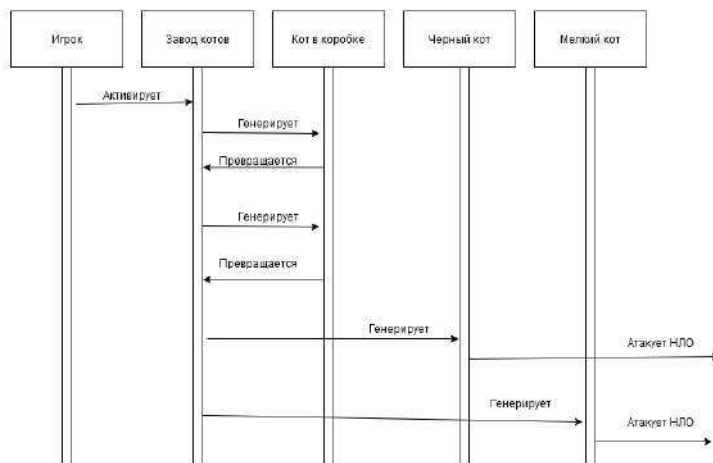 Игрок
Завод котов
Кот в коробке
Черный кот
Мелкий кот
Активирует
Генерирует
Превращается
Генерирует
Превращается
Генерирует
Атакует НЛО
Генерирует
Атакует НЛО